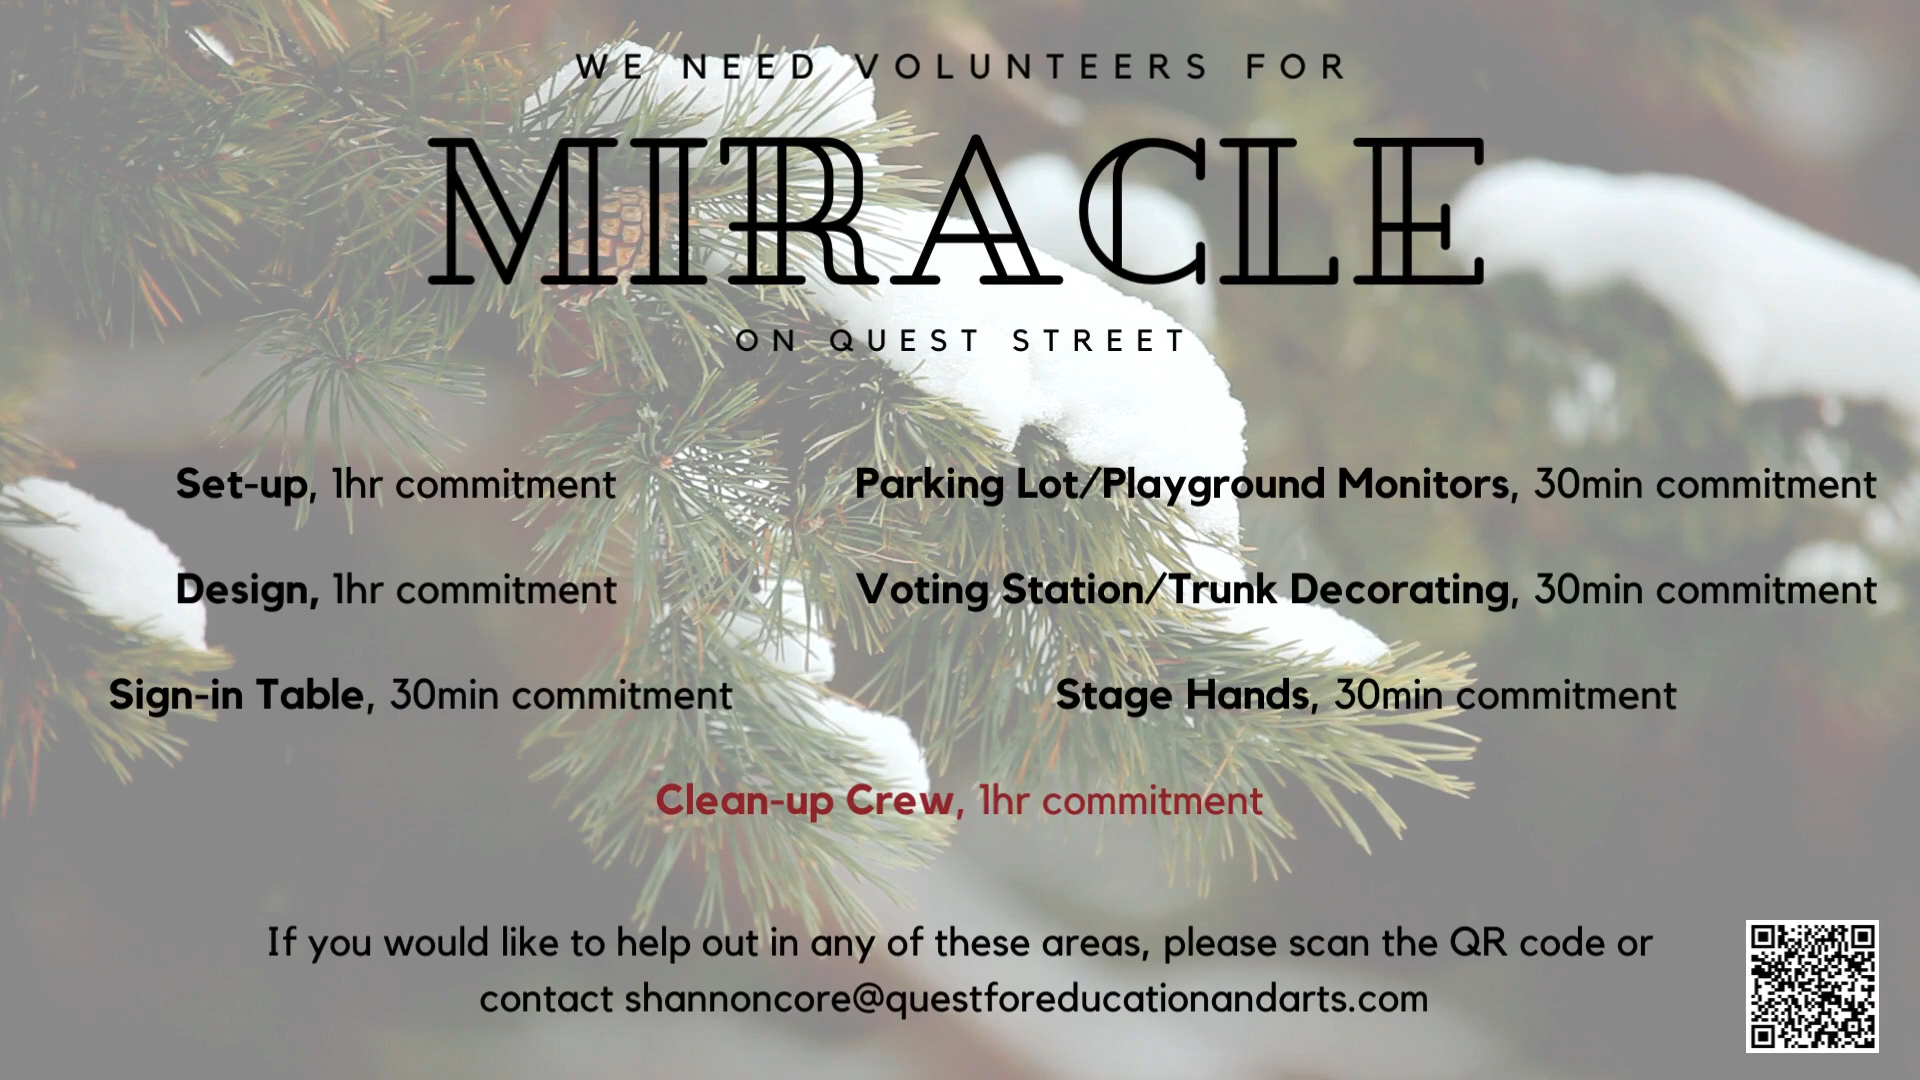 WE NEED VOLUNTEERS FOR
MIRACLE
ON QUEST STREET
Set-up, 1hr commitment
Design, 1hr commitment
Sign-in Table, 30min commitment
Parking Lot/Playground Monitors, 30min commitment
Voting Station/Trunk Decorating, 30min commitment
Stage Hands, 30min commitment
Clean-up Crew, 1hr commitment
If you would like to help out in any of these areas, please scan the QR code or
contact shannoncore@questforeducationandarts.com